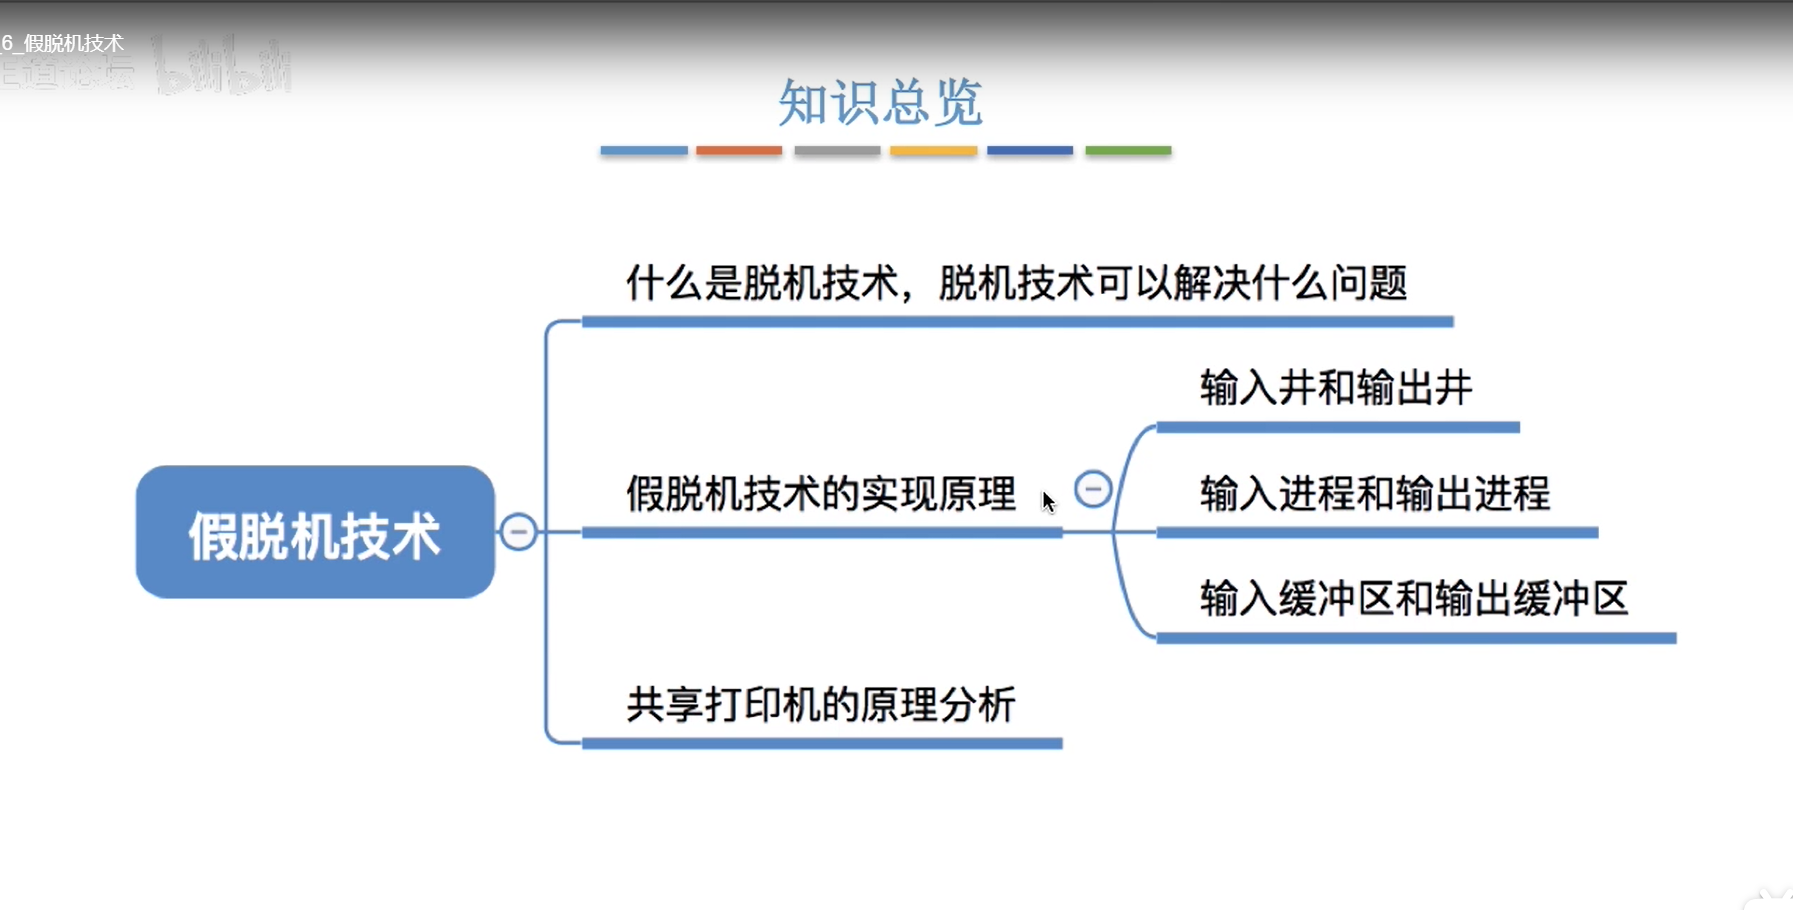 6_假脱机技术
王道论坛 bilibili
知识总览
什么是脱机技术，脱机技术可以解决什么问题
输入井和输出井
假脱机技术的实现原理
输入进程和输出进程
假脱机技术
输入缓冲区和输出缓冲区
共享打印机的原理分析